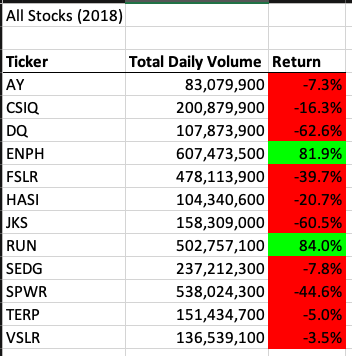 All Stocks (2018)
Ticker Total Daily Volume Return
AY 83,079,900 -7.3%
CSIQ 200,879,900 -16.3%
DQ 107,873,900 -62.6%
ENPH 607,473,500 81.9%
FSLR 478,113,900 -39.7%
HASI 104,340,600 -20.7%
JKS 158,309,000 -60.5%
RUN 502,757,100 84.0%
SEDG 237,212,300 -7.8%
SPWR 538,024,300 -44.6%
TERP 151,434,700 -5.0%
VSLR 136,539,100 -3.5%